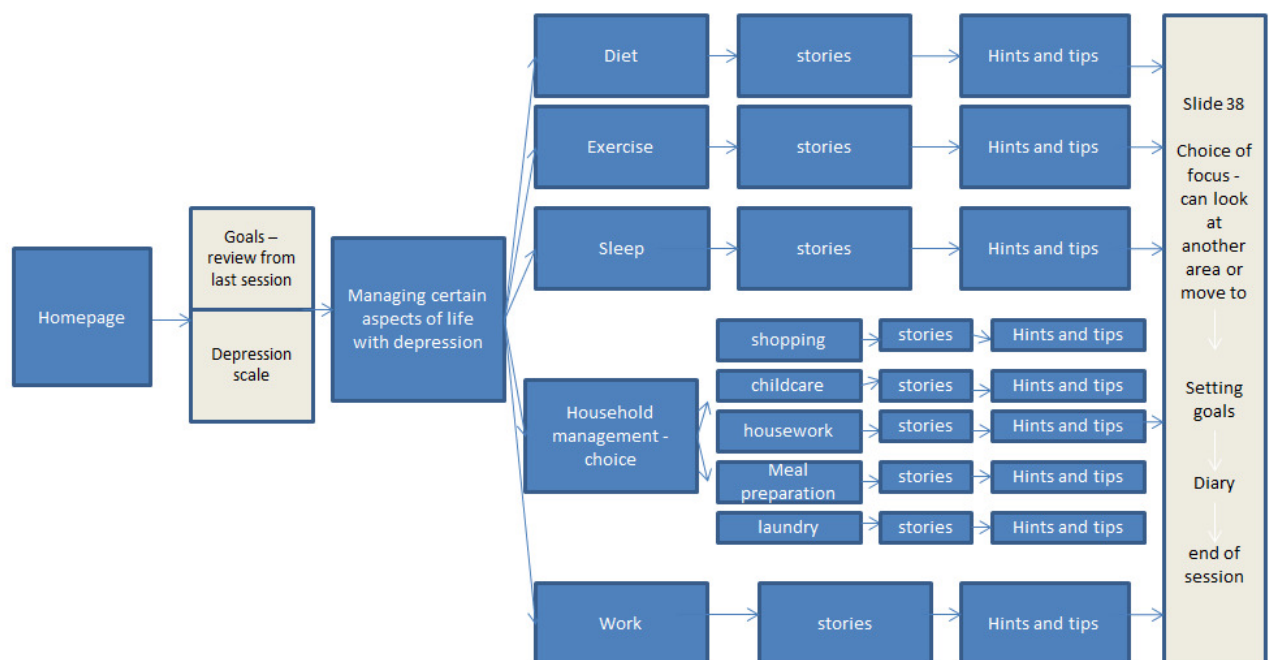 Homepage
Goals –
review from
last session
Depression
scale
Managing certain
aspects of life
with depression
Diet
stories
Hints and tips
Exercise
stories
Hints and tips
Sleep
stories
Hints and tips
Household
management -
choice
shopping
stories
Hints and tips
childcare
stories
Hints and tips
housework
stories
Hints and tips
Meal
preparation
stories
Hints and tips
laundry
stories
Hints and tips
Work
stories
Hints and tips
Slide 38
Choice of
focus -
can look
at
another
area or
move to
Setting
goals
Diary
end of
session